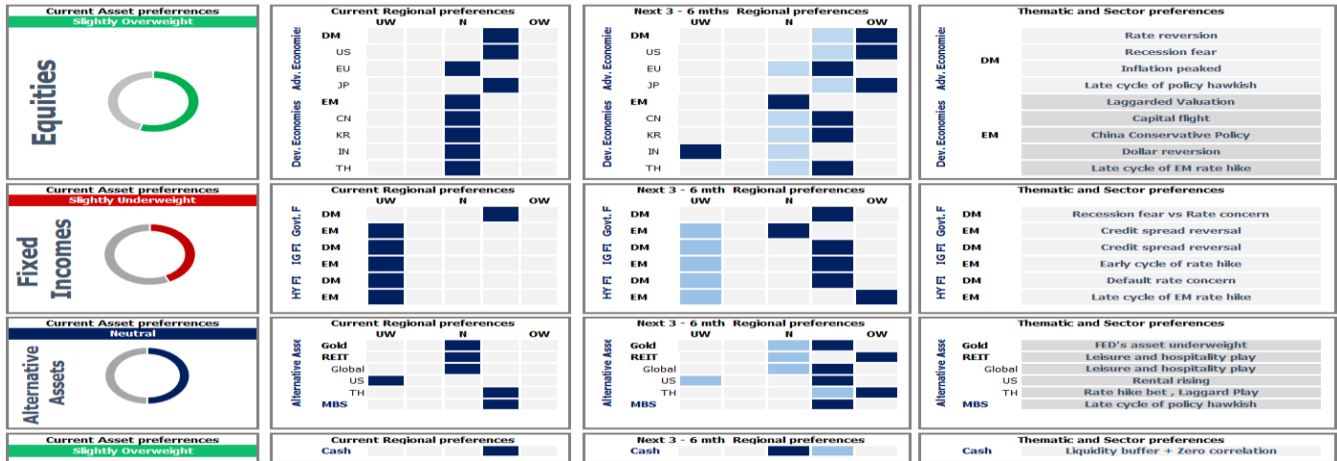 Current Asset preferrences
Slightly Overweight
Equities
Current Regional preferences
UW N OW
Adv. Economies
DM
US
EU
JP
Dev. Economies
EM
CN
KR
IN
TH
Next 3 - 6 mths Regional preferences
UW N OW
Adv. Economies
DM
US
EU
JP
Dev. Economies
EM
CN
KR
IN
TH
Thematic and Sector preferences
DM
Rate reversion
Recession fear
Inflation peaked
Late cycle of policy hawkish
EM
Laggarded Valuation
Capital flight
China Conservative Policy
Dollar reversion
Late cycle of EM rate hike
Current Asset preferrences
Slightly Underweight
Fixed
Incomes
Current Regional preferences
UW N OW
Govt. F
DM
EM
IG FI
DM
EM
HY FI
DM
EM
Next 3 - 6 mth Regional preferences
UW N OW
Govt. F
DM
EM
IG FI
DM
EM
HY FI
DM
EM
Thematic and Sector preferences
Govt. F
DM Recession fear vs Rate concern
EM Credit spread reversal
IG FI
DM Credit spread reversal
EM Early cycle of rate hike
HY FI
DM Default rate concern
EM Late cycle of EM rate hike
Current Asset preferrences
Neutral
Alternative
Assets
Current Regional preferences
UW N OW
Alternative Asse
Gold
REIT
Global
US
TH
MBS
Next 3 - 6 mth Regional preferences
UW N OW
Alternative Asse
Gold
REIT
Global
US
TH
MBS
Thematic and Sector preferences
Alternative Asse
Gold FED's asset underweight
REIT Leisure and hospitality play
Global Leisure and hospitality play
US Rental rising
TH Rate hike bet , Laggard Play
MBS Late cycle of policy hawkish
Current Asset preferrences
Slightly Overweight
Current Regional preferences
Cash
Next 3 - 6 mth Regional preferences
Cash
Thematic and Sector preferences
Cash Liquidity buffer + Zero correlation